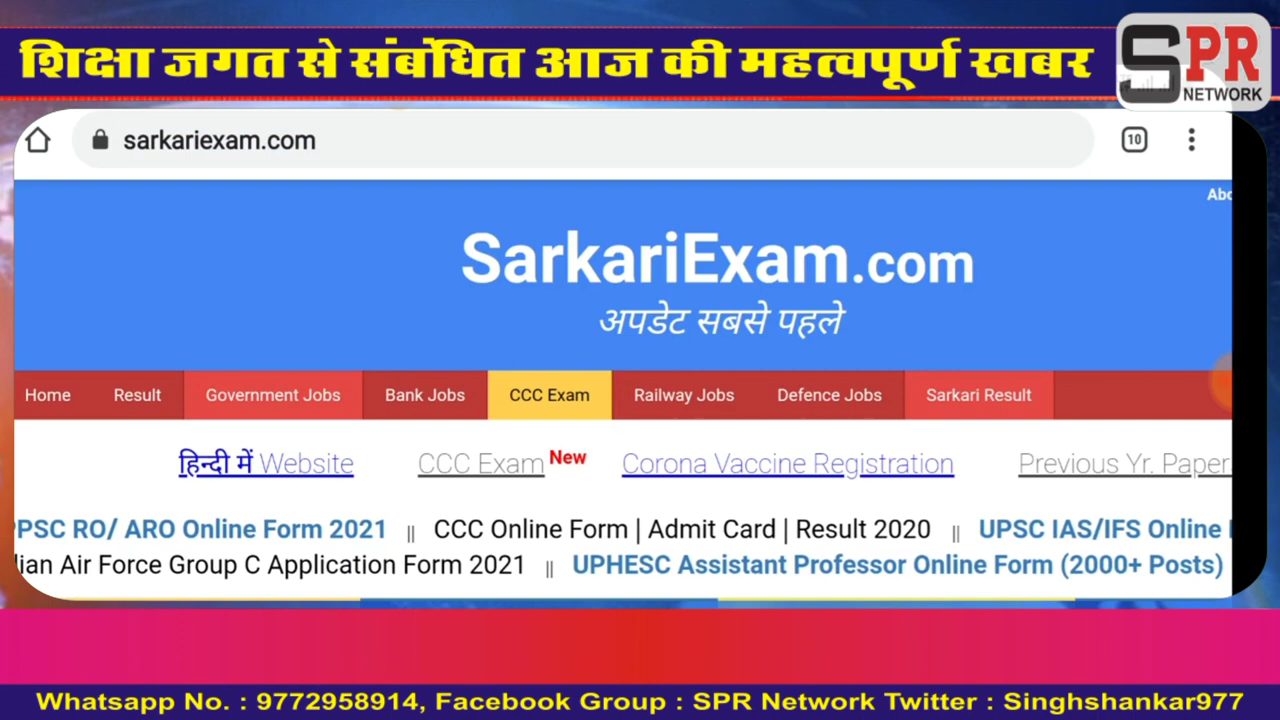 शिक्षा जगत से संबंधित आज की महत्वपूर्ण खबर
SPR
NETWORK
sarkariexam.com
10
Abo
SarkariExam.com
अपडेट सबसे पहले
Home Result Government Jobs Bank Jobs CCC Exam Railway Jobs Defence Jobs Sarkari Result
हिन्दी में Website CCC Exam New Corona Vaccine Registration Previous Yr. Paper
PSC RO/ ARO Online Form 2021 || CCC Online Form | Admit Card | Result 2020 || UPSC IAS/IFS Online
ian Air Force Group C Application Form 2021 || UPHESC Assistant Professor Online Form (2000+ Posts)
Whatsapp No. : 9772958914, Facebook Group : SPR Network Twitter : Singhshankar977